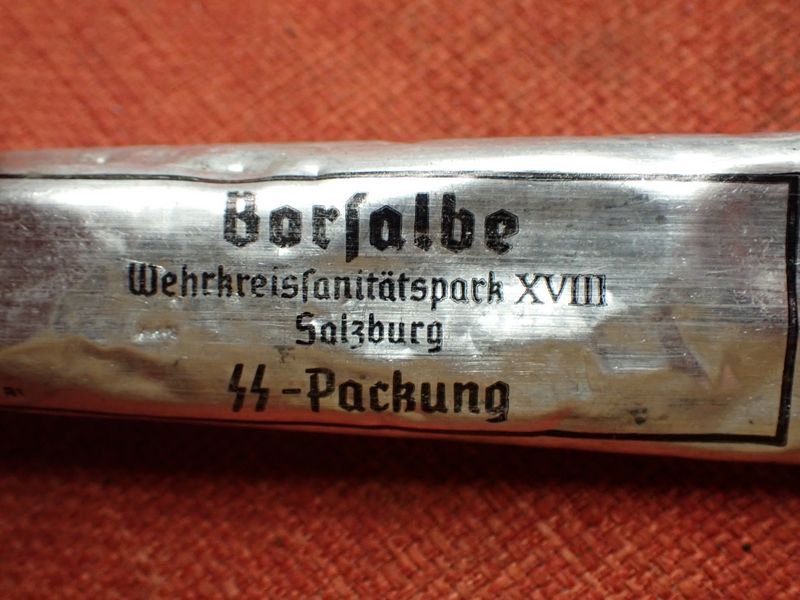 Borſalbe
Wehrkreisſanitätspark XVIII
Salzburg
ᛋᛋ-Packung